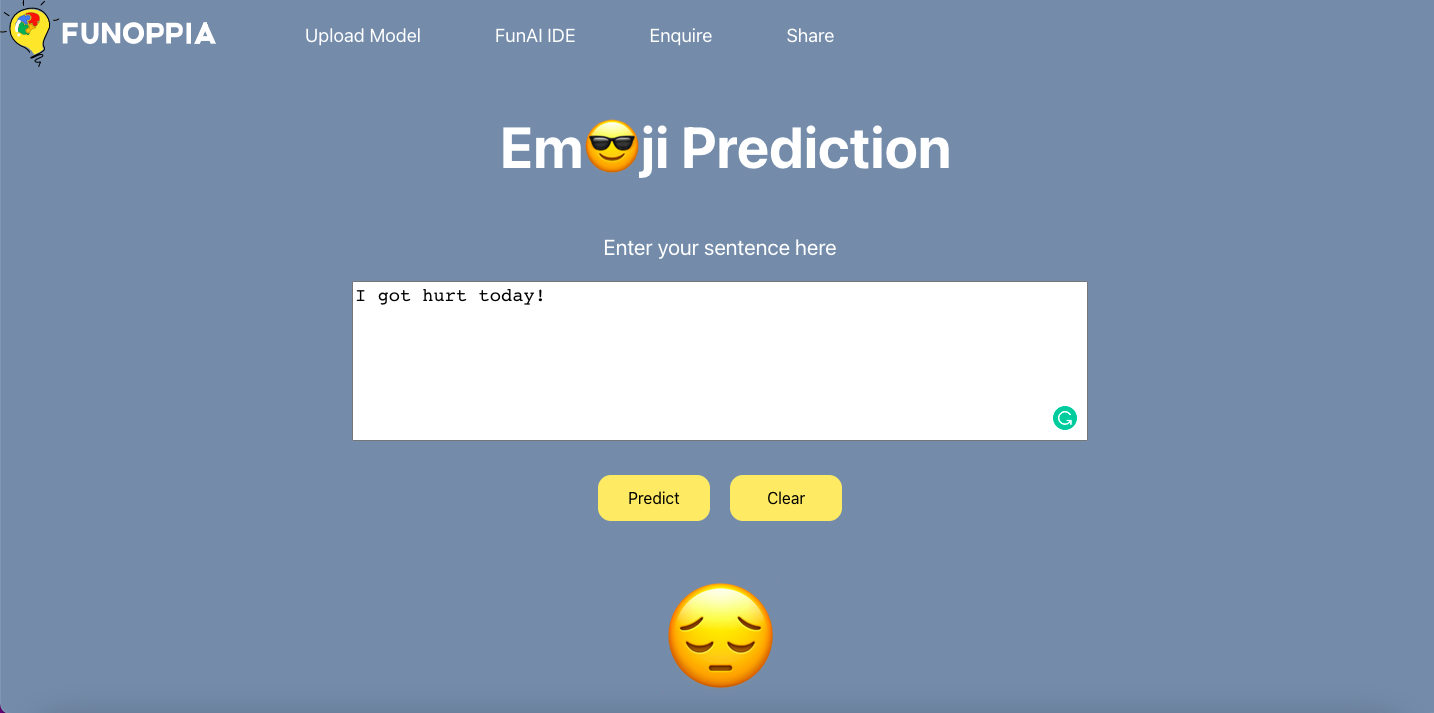 FUNOPPIA
Upload Model FunAI IDE Enquire Share
Em😎ji Prediction
Enter your sentence here
I got hurt today!
Predict Clear